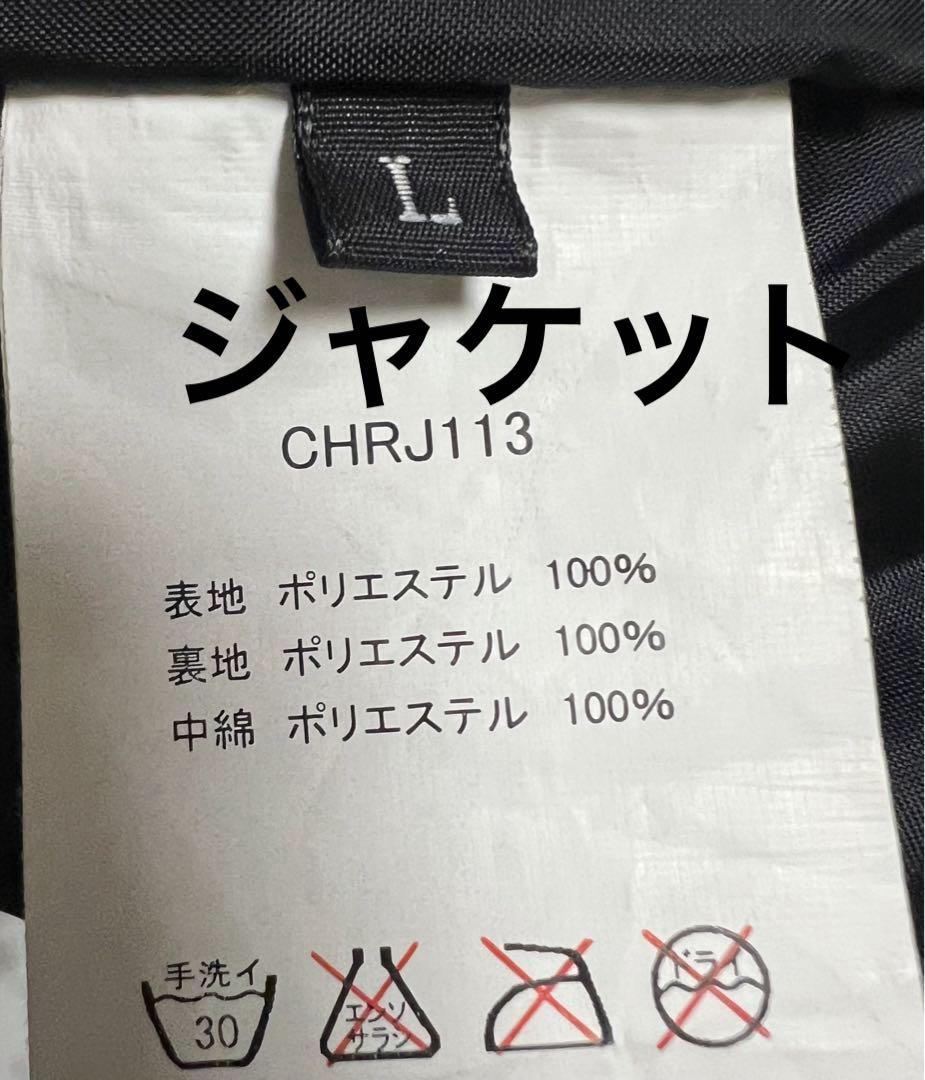 L
ジャケット
CHRJ113
表地 ポリエステル 100%
裏地 ポリエステル 100%
中綿 ポリエステル 100%
手洗イ
30
エンソ
サラシ
ドライ